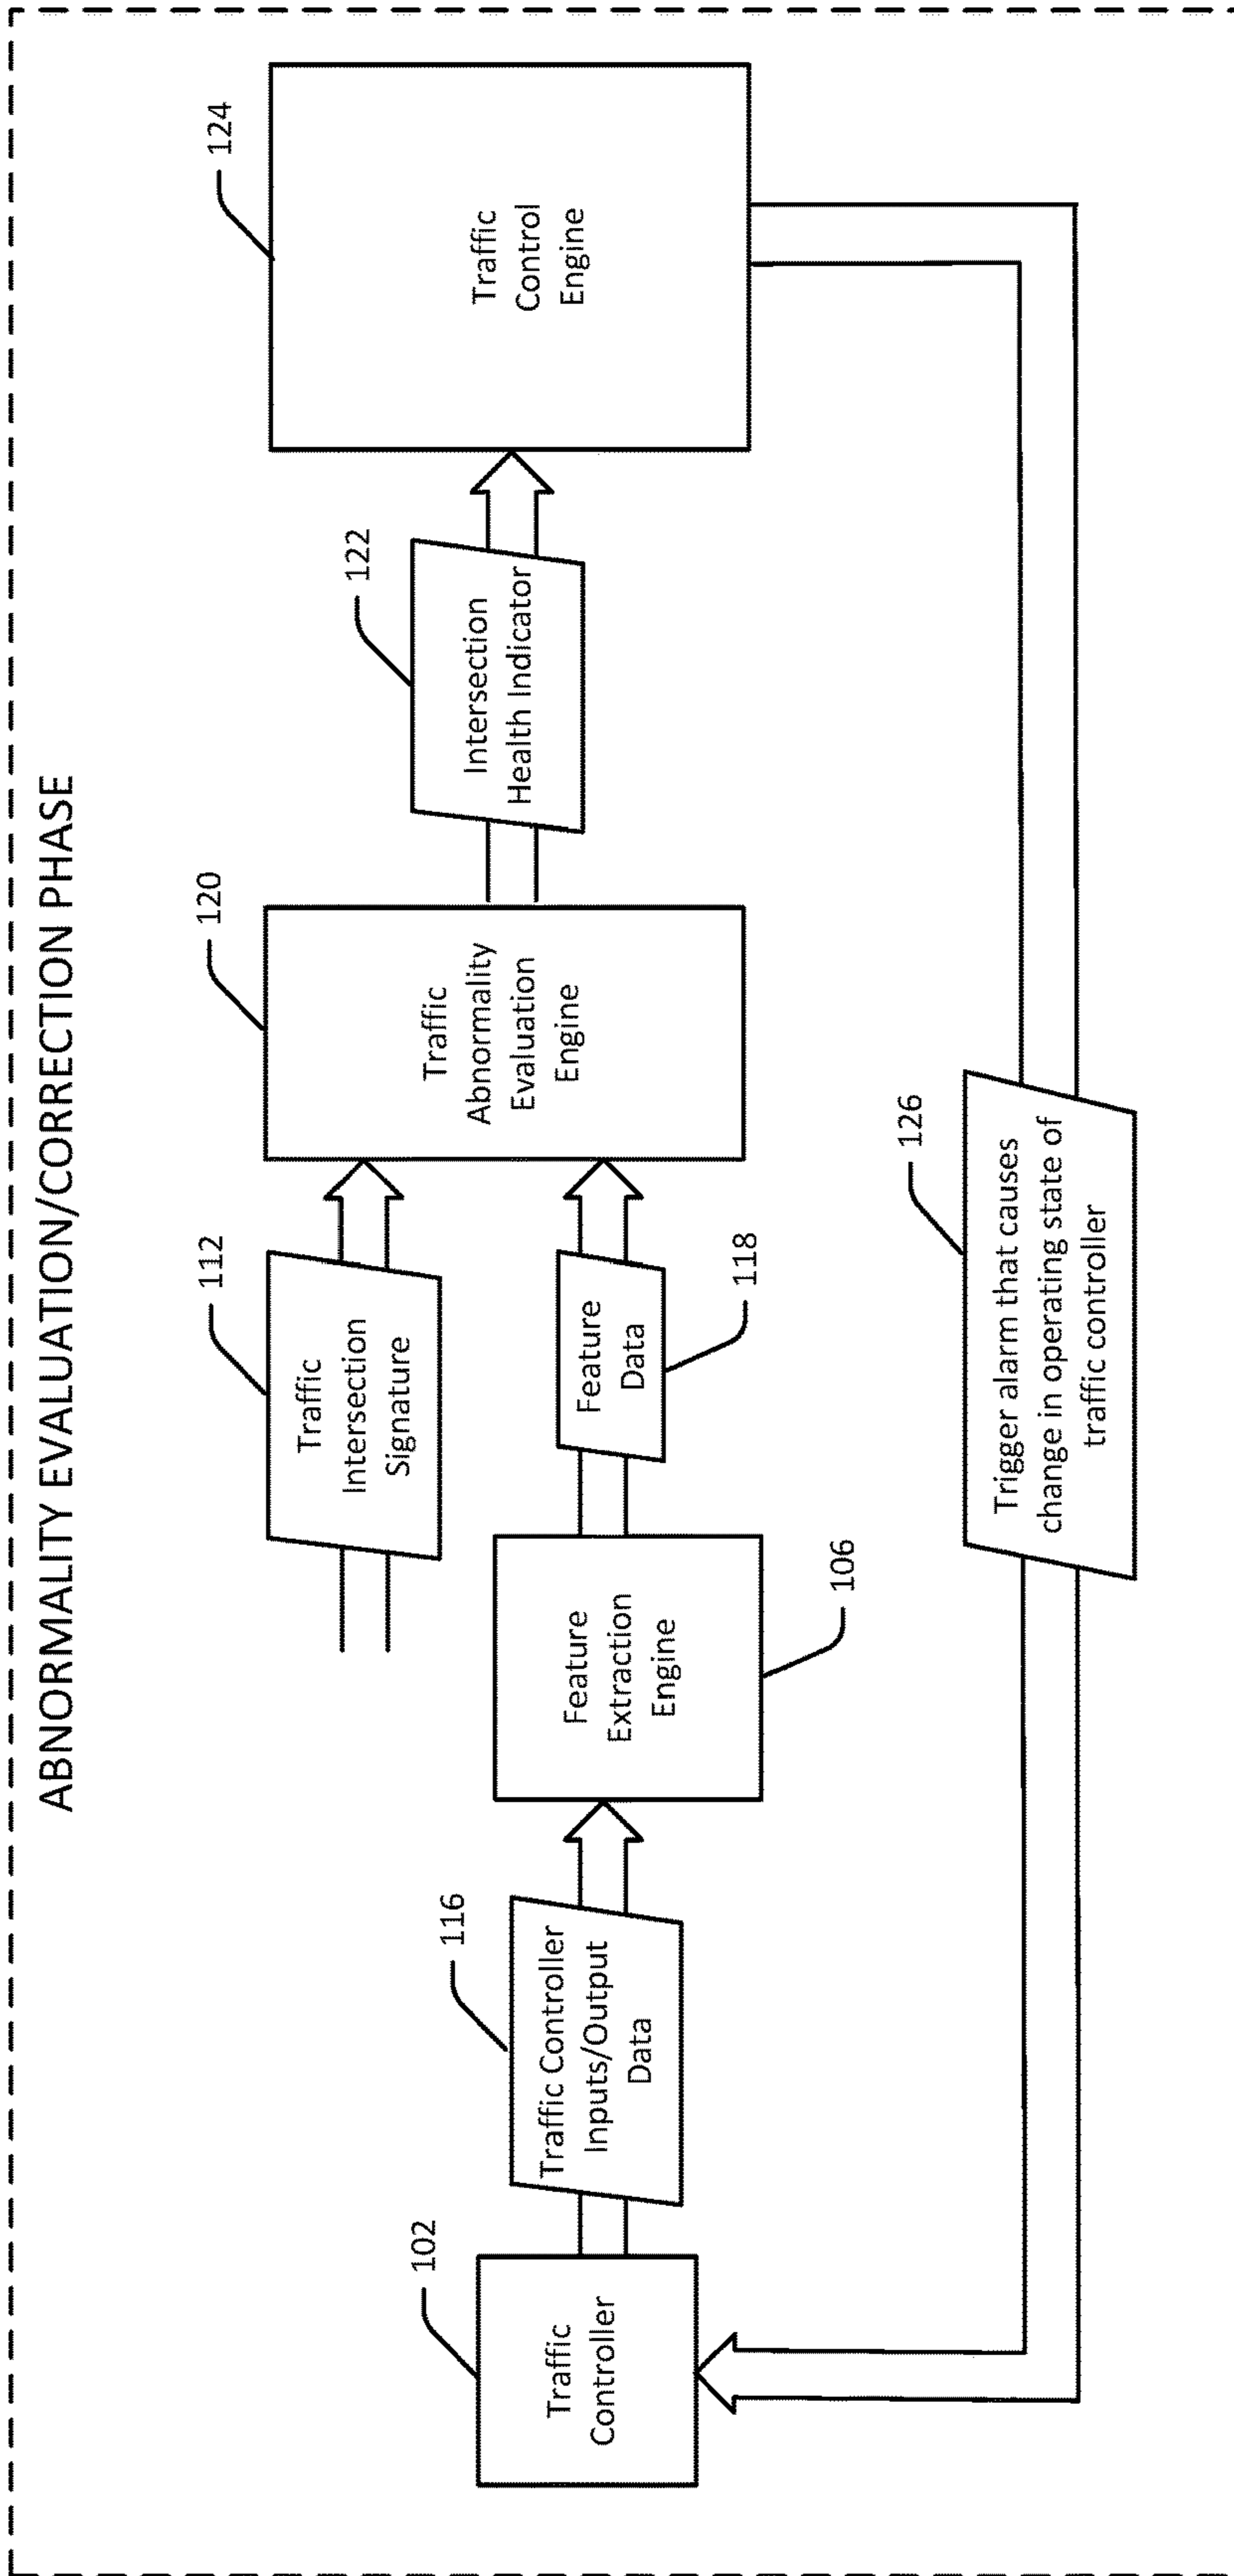 ABNORMALITY EVALUATION/CORRECTION PHASE
102
Traffic
Controller
116
Traffic Controller
Inputs/Output
Data
Feature
Extraction
Engine
106
112
Traffic
Intersection
Signature
Feature
Data
118
120
Traffic
Abnormality
Evaluation
Engine
122
Intersection
Health Indicator
124
Traffic
Control
Engine
126
Trigger alarm that causes
change in operating state of
traffic controller